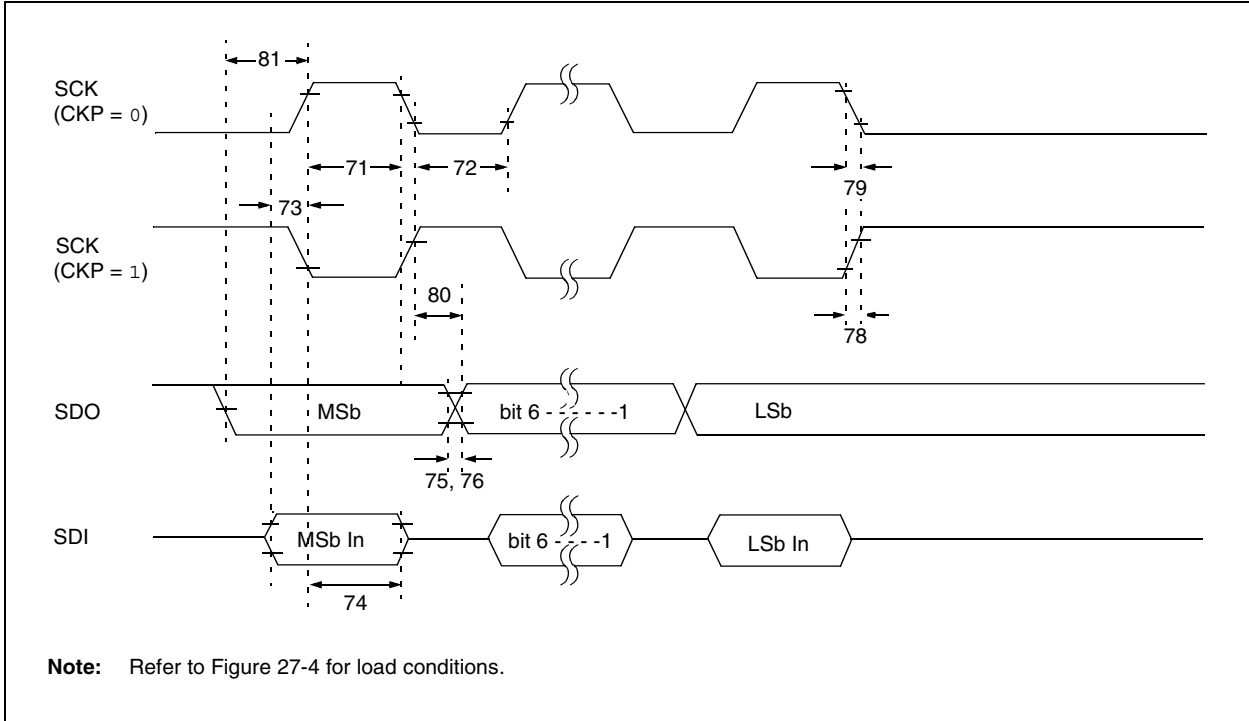 81
SCK
(CKP = 0)
71
72
79
73
SCK
(CKP = 1)
80
78
SDO
MSb
bit 6 - - - - - -1
LSb
75, 76
SDI
MSb In
bit 6 - - - - -1
LSb In
74
Note: Refer to Figure 27-4 for load conditions.